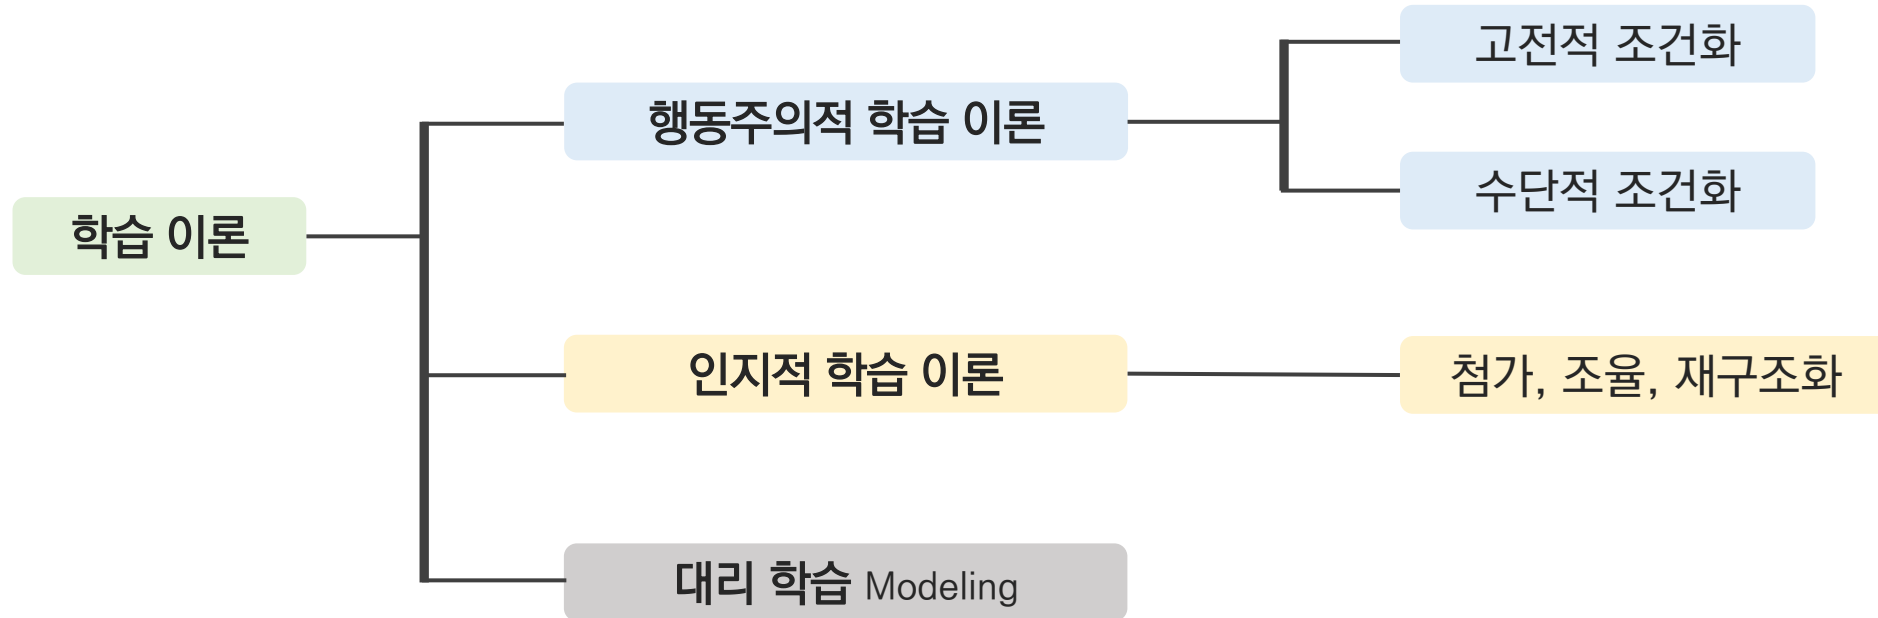 고전적 조건화
행동주의적 학습 이론
수단적 조건화
학습 이론
인지적 학습 이론
첨가, 조율, 재구조화
대리 학습 Modeling